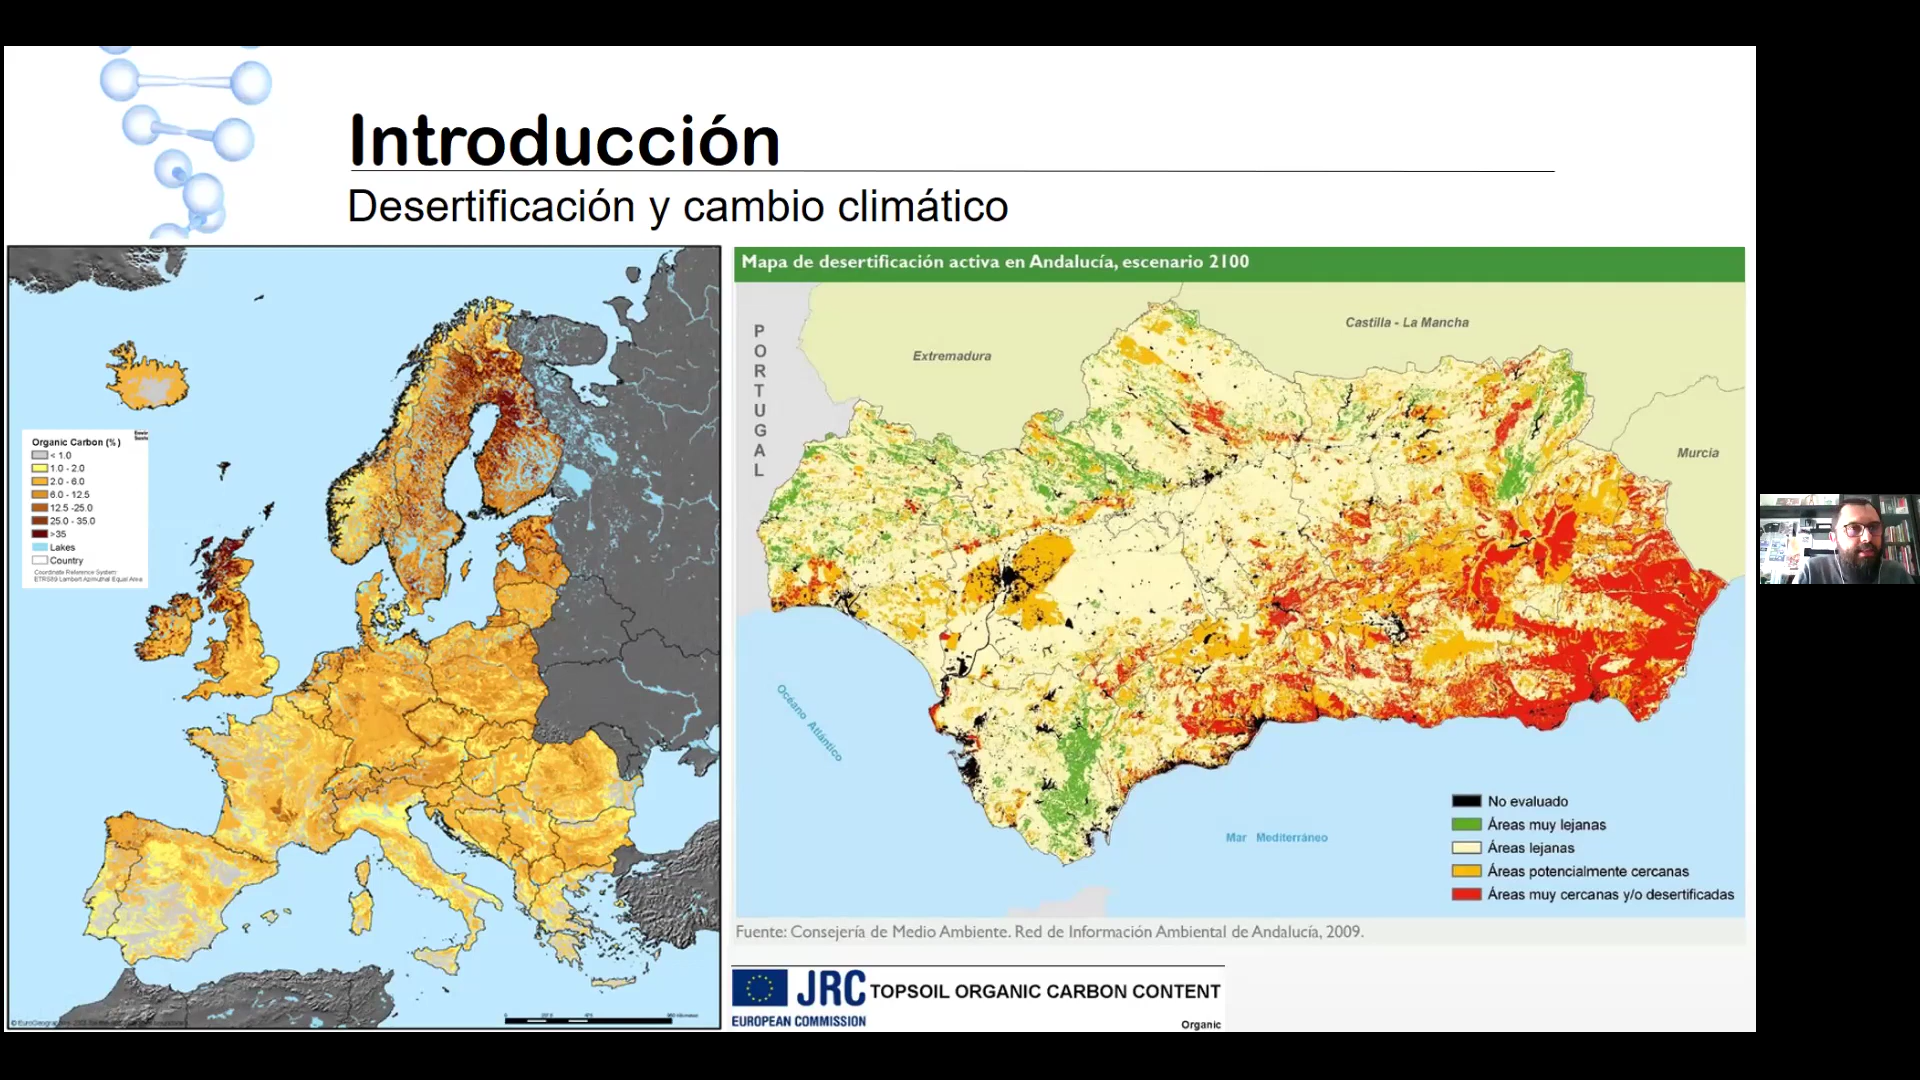 Introducción
Desertificación y cambio climático
Organic Carbon (%)
< 1.0
1.0 - 2.0
2.0 - 6.0
6.0 - 12.5
12.5 -25.0
25.0 - 35.0
>35
Lakes
Country
Coordinate Reference System:
ETRS89 Lambert Azimuthal Equal Area
Mapa de desertificación activa en Andalucía, escenario 2100
PORTUGAL
Extremadura
Castilla - La Mancha
Murcia
Océano Atlántico
Mar Mediterráneo
No evaluado
Áreas muy lejanas
Áreas lejanas
Áreas potencialmente cercanas
Áreas muy cercanas y/o desertificadas
Fuente: Consejería de Medio Ambiente. Red de Información Ambiental de Andalucía, 2009.
JRC
EUROPEAN COMMISSION
TOPSOIL ORGANIC CARBON CONTENT
Organic